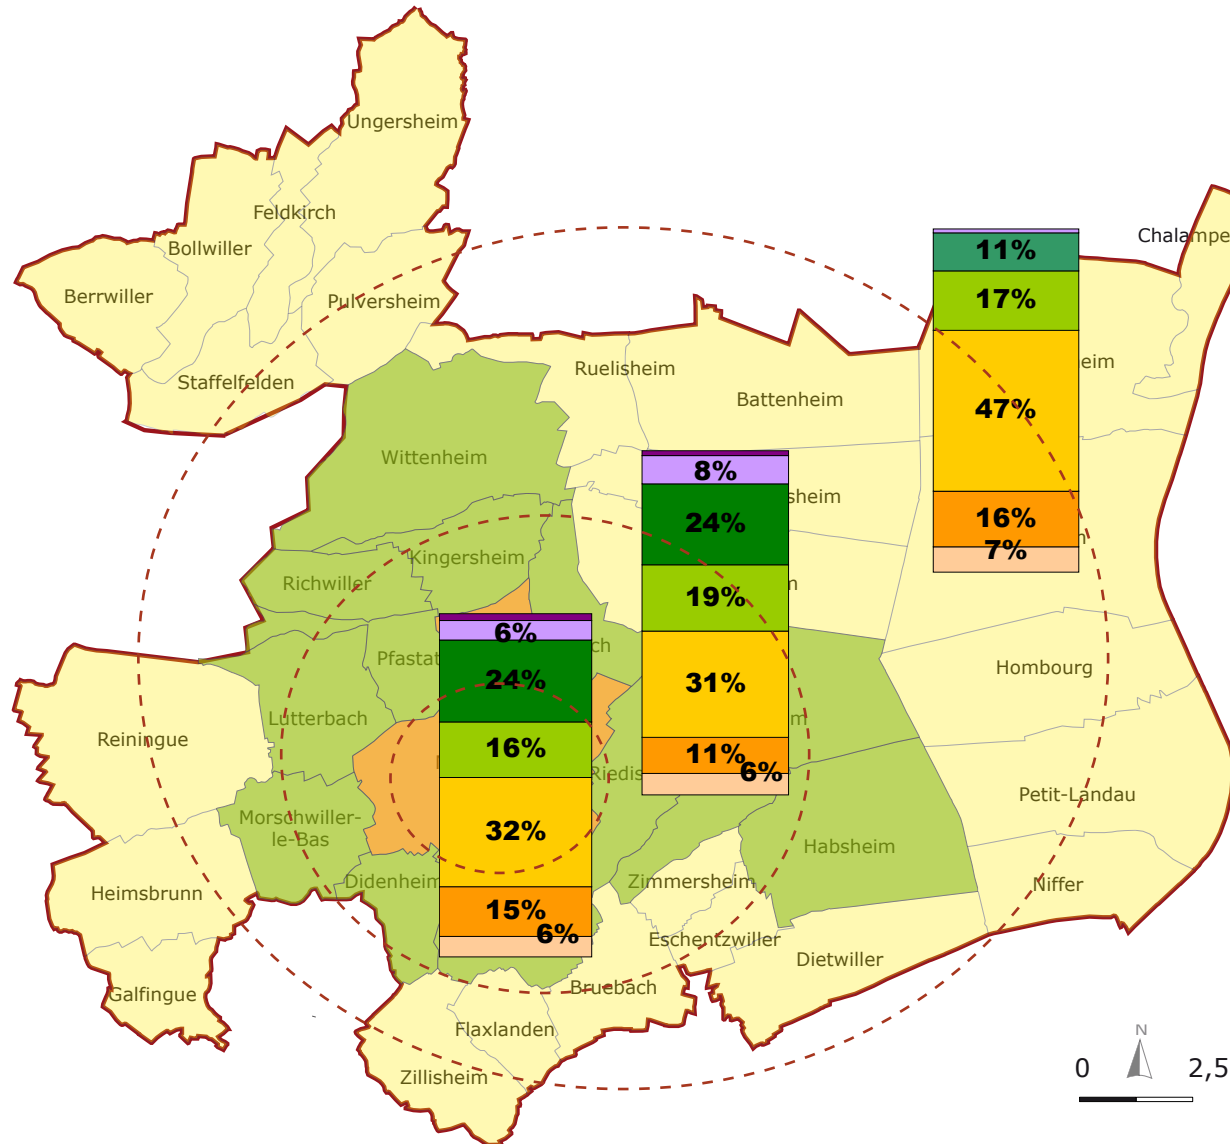 Ungersheim
Feldkirch
Bollwiller
Berrwiller
Pulversheim
Staffelfelden
Chalampe
11%
17%
47%
16%
7%
eim
Ruelisheim
Battenheim
Wittenheim
8%
24%
19%
31%
11%
6%
sheim
Kingersheim
Richwiller
Pfastat
6%
24%
16%
32%
15%
6%
ch
Lutterbach
Reiningue
Hombourg
Riedis
Petit-Landau
Morschwiller-
le-Bas
Habsheim
Heimsbrunn
Didenheim
Zimmersheim
Niffer
Eschentzwiller
Dietwiller
Galfingue
Bruebach
Flaxlanden
Zillisheim
N
0 2,5